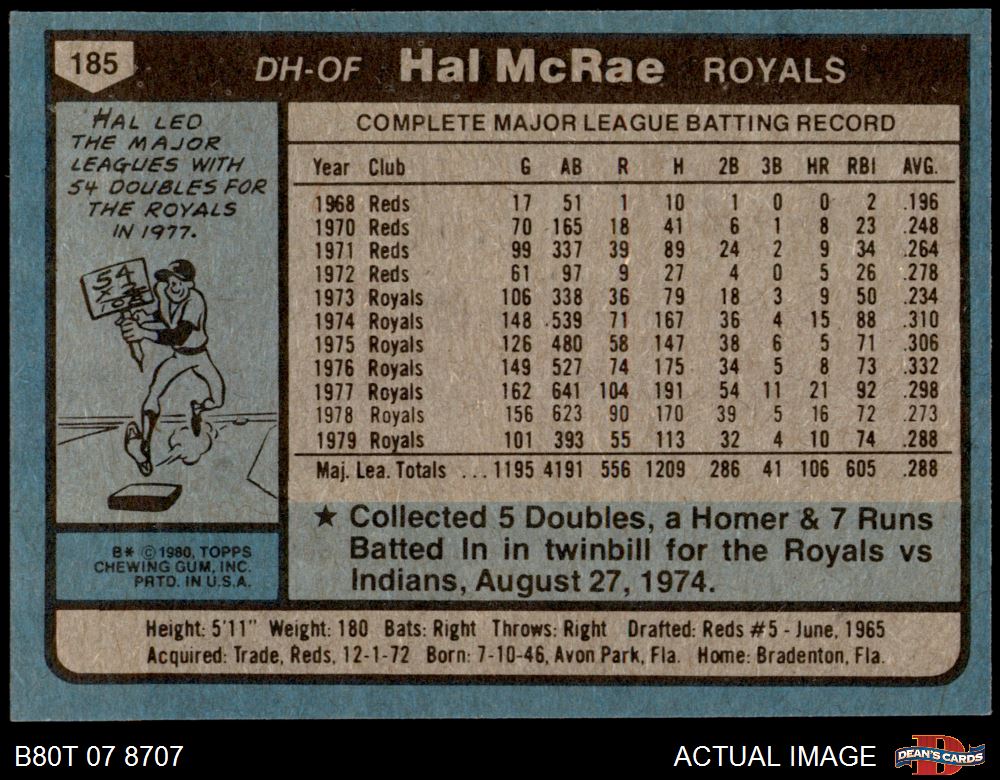 185 DH-OF Hal McRae ROYALS
HAL LED
THE MAJOR
LEAGUES WITH
54 DOUBLES FOR
THE ROYALS
IN 1977.
54
COMPLETE MAJOR LEAGUE BATTING RECORD
Year Club G AB R H 2B 3B HR RBI AVG.
1968 Reds 17 51 1 10 1 0 0 2 .196
1970 Reds 70 165 18 41 6 1 8 23 .248
1971 Reds 99 337 39 89 24 2 9 34 .264
1972 Reds 61 97 9 27 4 0 5 26 .278
1973 Royals 106 338 36 79 18 3 9 50 .234
1974 Royals 148 539 71 167 36 4 15 88 .310
1975 Royals 126 480 58 147 38 6 5 71 .306
1976 Royals 149 527 74 175 34 5 8 73 .332
1977 Royals 162 641 104 191 54 11 21 92 .298
1978 Royals 156 623 90 170 39 5 16 72 .273
1979 Royals 101 393 55 113 32 4 10 74 .288
Maj. Lea. Totals ... 1195 4191 556 1209 286 41 106 605 .288
★ Collected 5 Doubles, a Homer & 7 Runs
Batted In in twinbill for the Royals vs
Indians, August 27, 1974.
B* © 1980, TOPPS
CHEWING GUM, INC.
PRTD. IN U.S.A.
Height: 5'11" Weight: 180 Bats: Right Throws: Right Drafted: Reds #5 - June, 1965
Acquired: Trade, Reds, 12-1-72 Born: 7-10-46, Avon Park, Fla. Home: Bradenton, Fla.
B80T 07 8707 ACTUAL IMAGE
DEAN'S CARDS